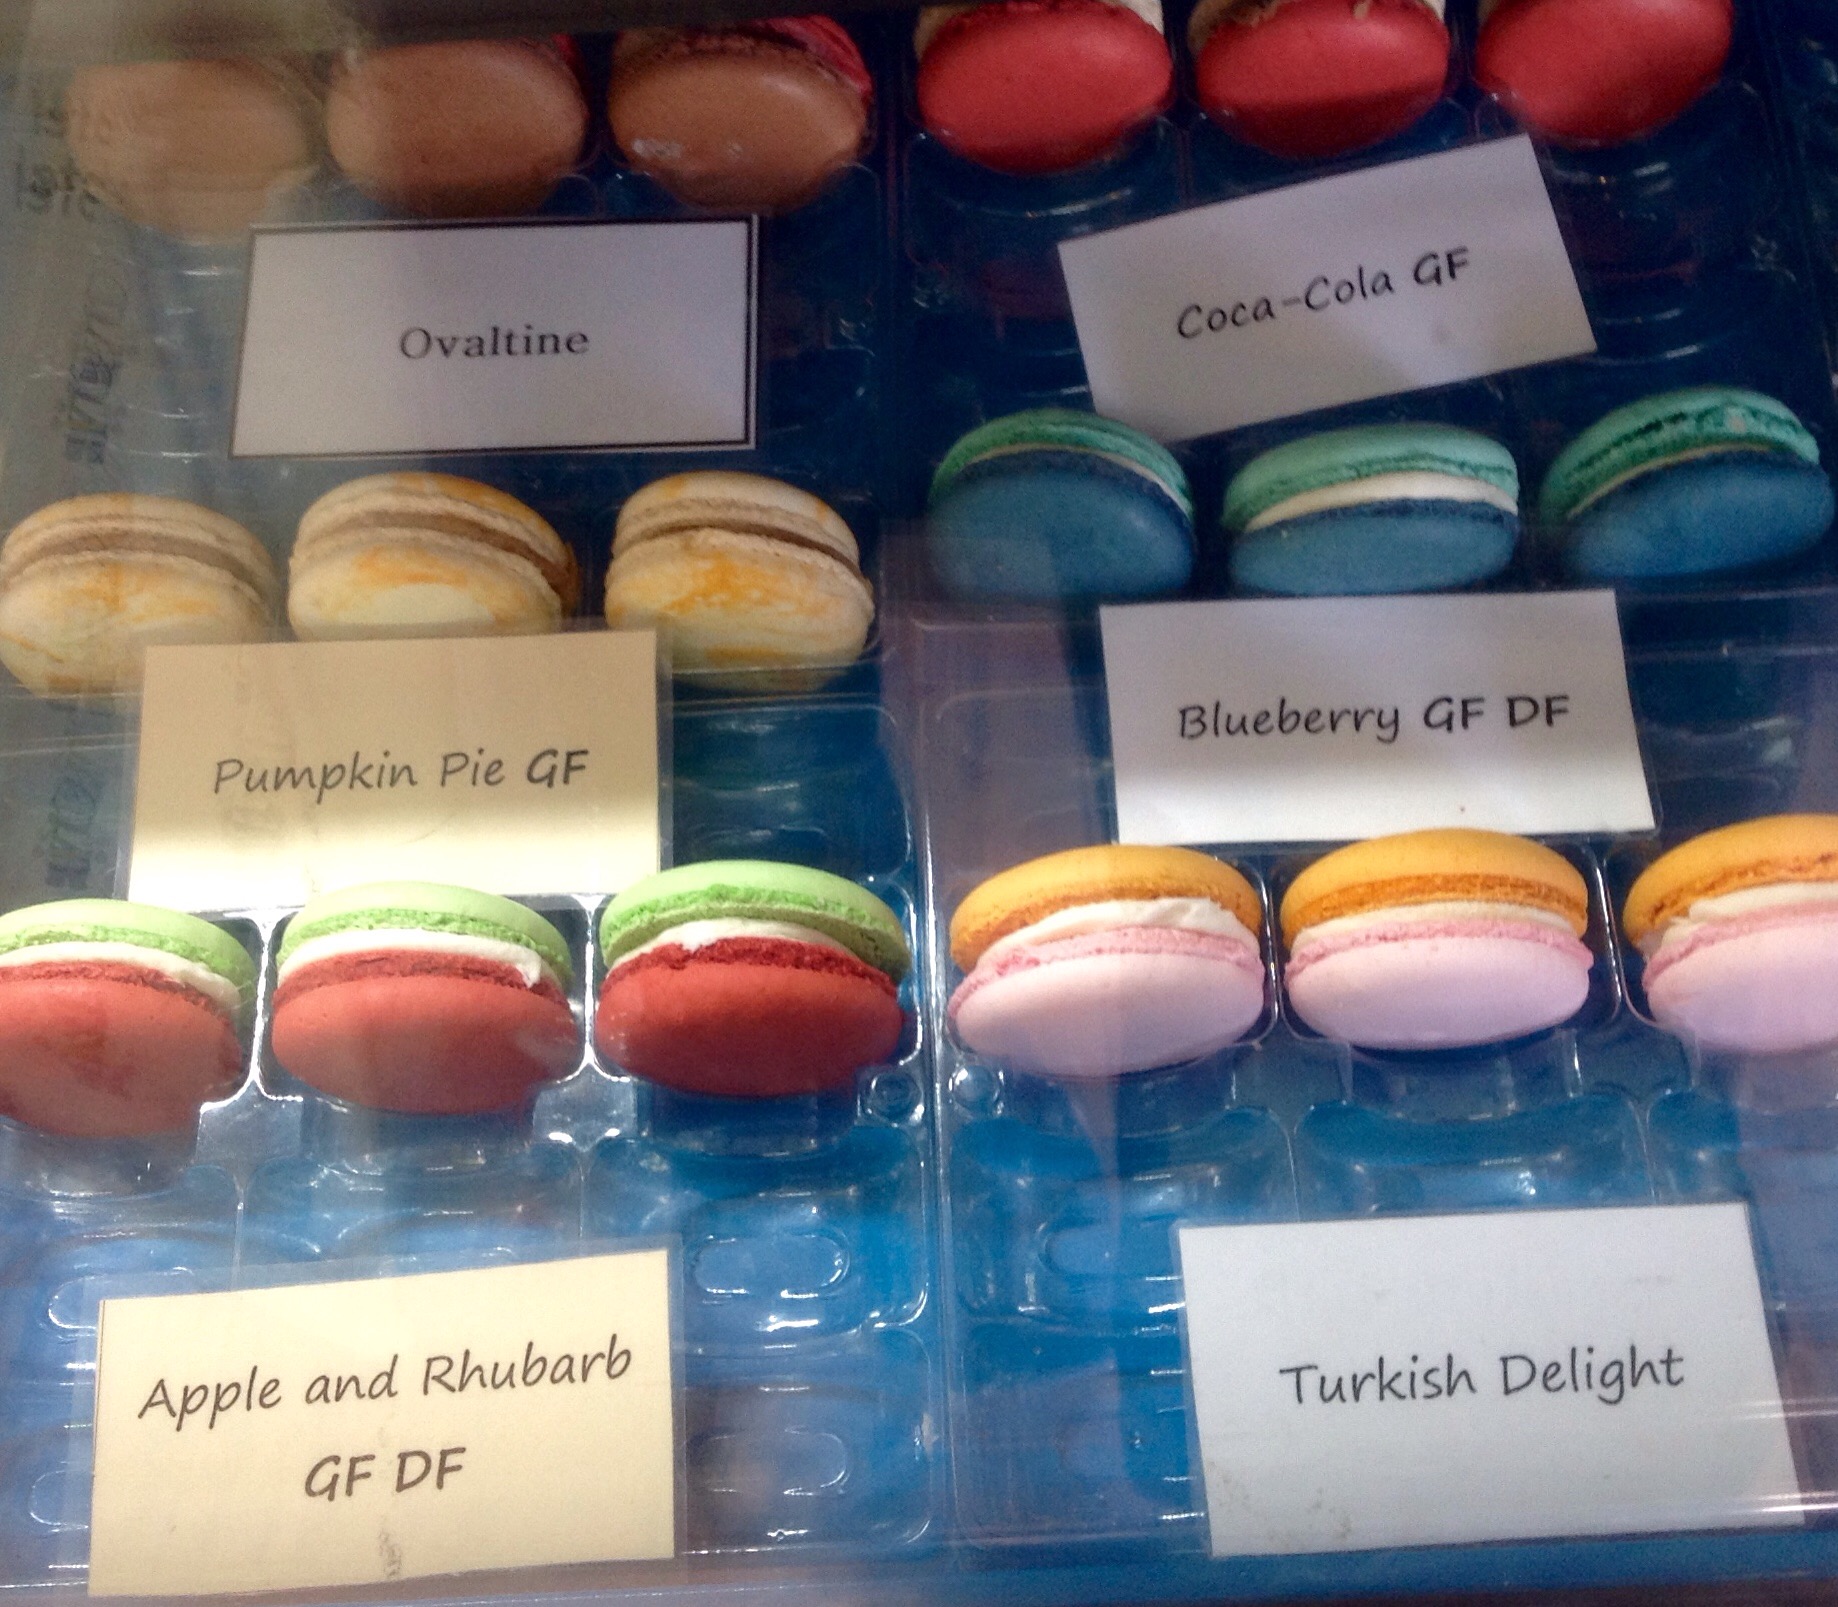 Ovaltine
Coca-Cola GF
Pumpkin Pie GF
Blueberry GF DF
Apple and Rhubarb
GF DF
Turkish Delight